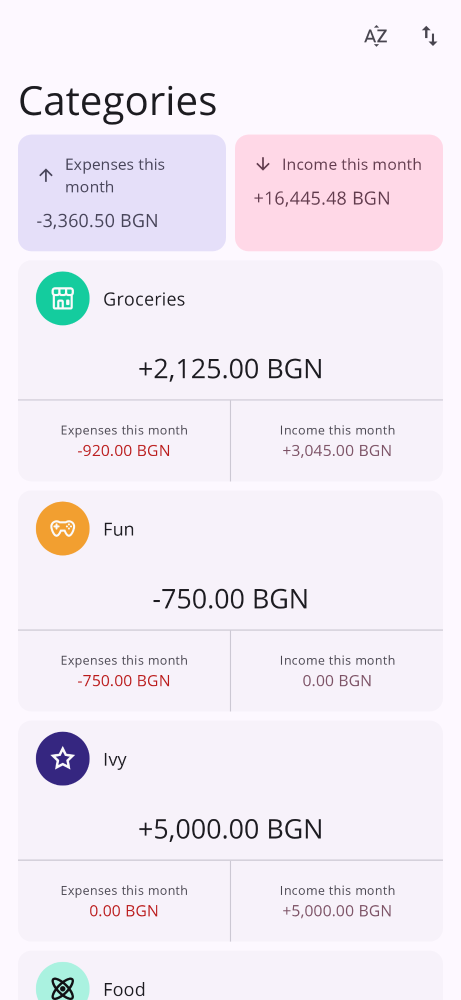 AZ
Categories
Expenses this
month
-3,360.50 BGN
Income this month
+16,445.48 BGN
Groceries
+2,125.00 BGN
Expenses this month
-920.00 BGN
Income this month
+3,045.00 BGN
Fun
-750.00 BGN
Expenses this month
-750.00 BGN
Income this month
0.00 BGN
Ivy
+5,000.00 BGN
Expenses this month
0.00 BGN
Income this month
+5,000.00 BGN
Food